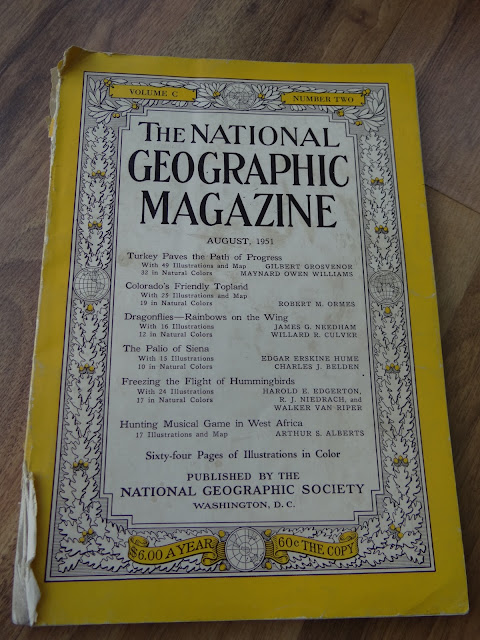 VOLUME C
NUMBER TWO
THE NATIONAL
GEOGRAPHIC
MAGAZINE
AUGUST, 1951
Turkey Paves the Path of Progress
With 49 Illustrations and Map GILBERT GROSVENOR
32 in Natural Colors MAYNARD OWEN WILLIAMS
Colorado's Friendly Topland
With 25 Illustrations and Map
19 in Natural Colors ROBERT M. ORMES
Dragonflies—Rainbows on the Wing
With 16 Illustrations JAMES G. NEEDHAM
12 in Natural Colors WILLARD R. CULVER
The Palio of Siena
With 15 Illustrations EDGAR ERSKINE HUME
10 in Natural Colors CHARLES J. BELDEN
Freezing the Flight of Hummingbirds
With 24 Illustrations HAROLD E. EDGERTON,
17 in Natural Colors R. J. NIEDRACH, and
WALKER VAN RIPER
Hunting Musical Game in West Africa
17 Illustrations and Map ARTHUR S. ALBERTS
Sixty-four Pages of Illustrations in Color
PUBLISHED BY THE
NATIONAL GEOGRAPHIC SOCIETY
WASHINGTON, D. C.
$6.00 A YEAR
60¢ THE COPY